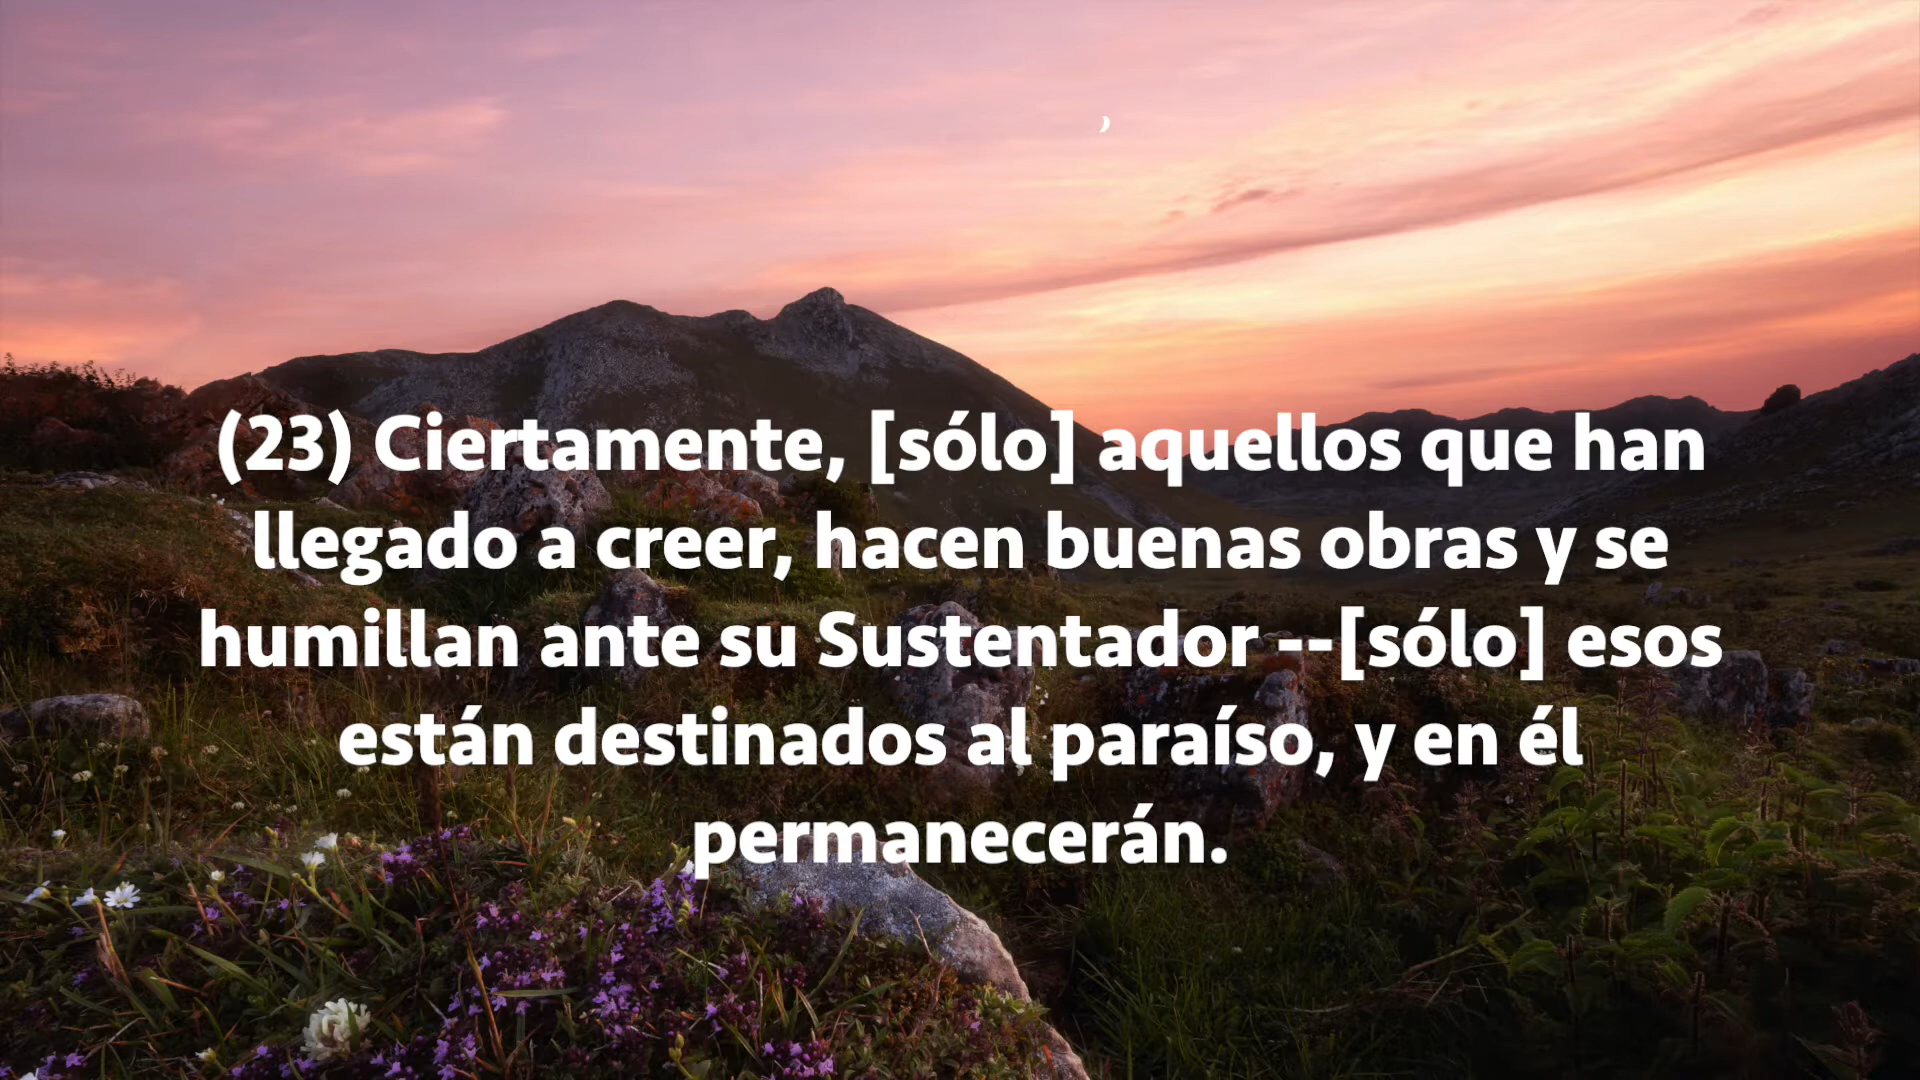 (23) Ciertamente, [sólo] aquellos que han
llegado a creer, hacen buenas obras y se
humillan ante su Sustentador --[sólo] esos
están destinados al paraíso, y en él
permanecerán.